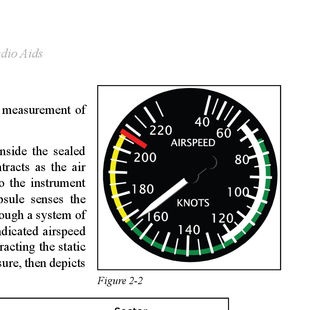 dio Aids
measurement of
nside the sealed
tracts as the air
o the instrument
psule senses the
ough a system of
ndicated airspeed
racting the static
sure, then depicts
40
60
80
100
120
140
160
180
200
220
AIRSPEED
KNOTS
Figure 2-2